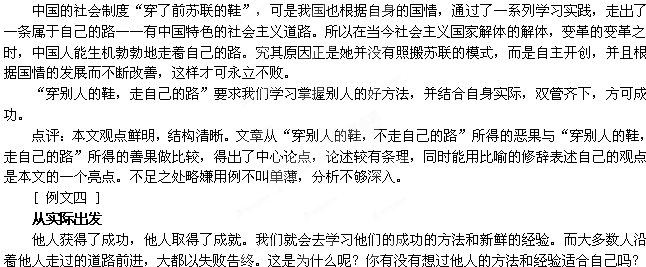 中国的社会制度“穿了前苏联的鞋”，可是我国也根据自身的国情，通过了一系列学习实践，走出了
一条属于自己的路一一有中国特色的社会主义道路。所以在当今社会主义国家解体的解体，变革的变革之
时，中国人能生机勃勃地走着自己的路。究其原因正是她并没有照搬苏联的模式，而是自主开创，并且根
据国情的发展而不断改善，这样才可永立不败。
“穿别人的鞋，走自己的路”要求我们学习掌握别人的好方法，并结合自身实际，双管齐下，方可成
功。
点评：本文观点鲜明，结构清晰。文章从“穿别人的鞋，不走自己的路”所得的恶果与“穿别人的鞋，
走自己的路”所得的善果做比较，得出了中心论点，论述较有条理，同时能用比喻的修辞表述自己的观点
是本文的一个亮点。不足之处略嫌用例不叫单薄，分析不够深入。
[ 例文四 ]
从实际出发
他人获得了成功，他人取得了成就。我们就会去学习他们的成功的方法和新鲜的经验。而大多数人沿
着他人走过的道路前进，大都以失败告终。这是为什么呢？你有没有想过他人的方法和经验适合自己吗？